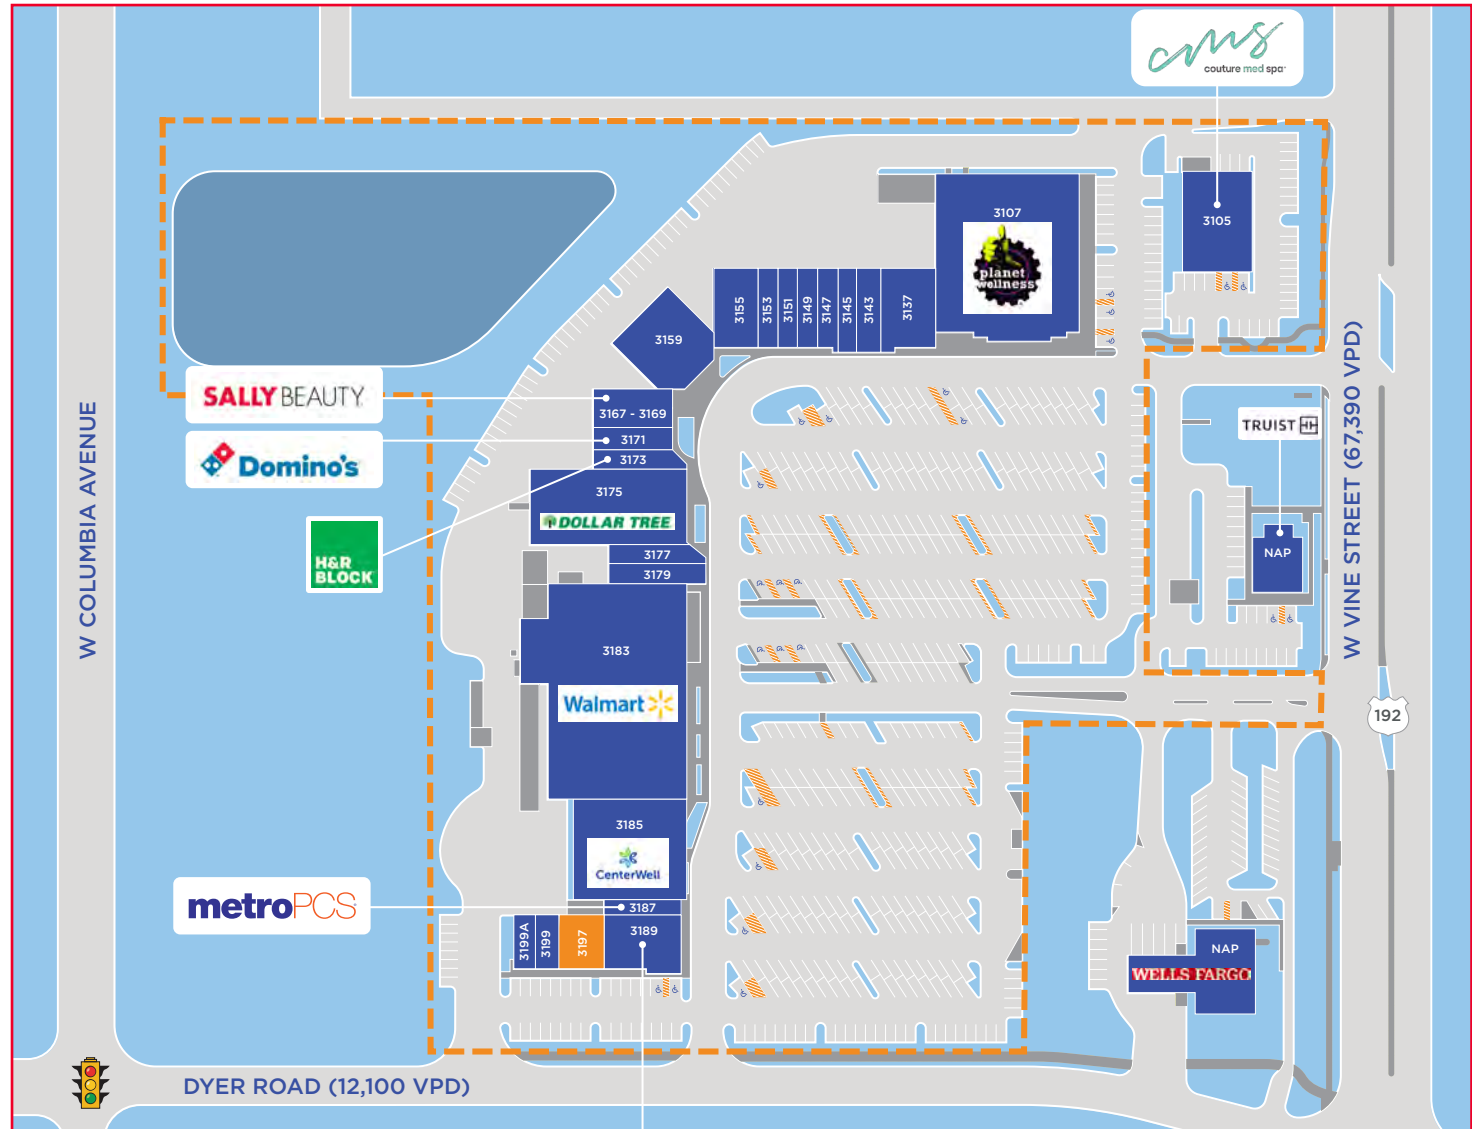 cms
couture med spa
3107
planet
wellness
3105
3155
3153
3151
3149
3147
3145
3143
3137
3159
SALLY BEAUTY
3167 - 3169
Domino's
3171
3173
3175
DOLLAR TREE
H&R
BLOCK
3177
3179
TRUIST
NAP
W COLUMBIA AVENUE
W VINE STREET (67,390 VPD)
3183
Walmart
192
3185
CenterWell
metroPCS
3187
3189
3199A
3199
3197
NAP
WELLS FARGO
DYER ROAD (12,100 VPD)